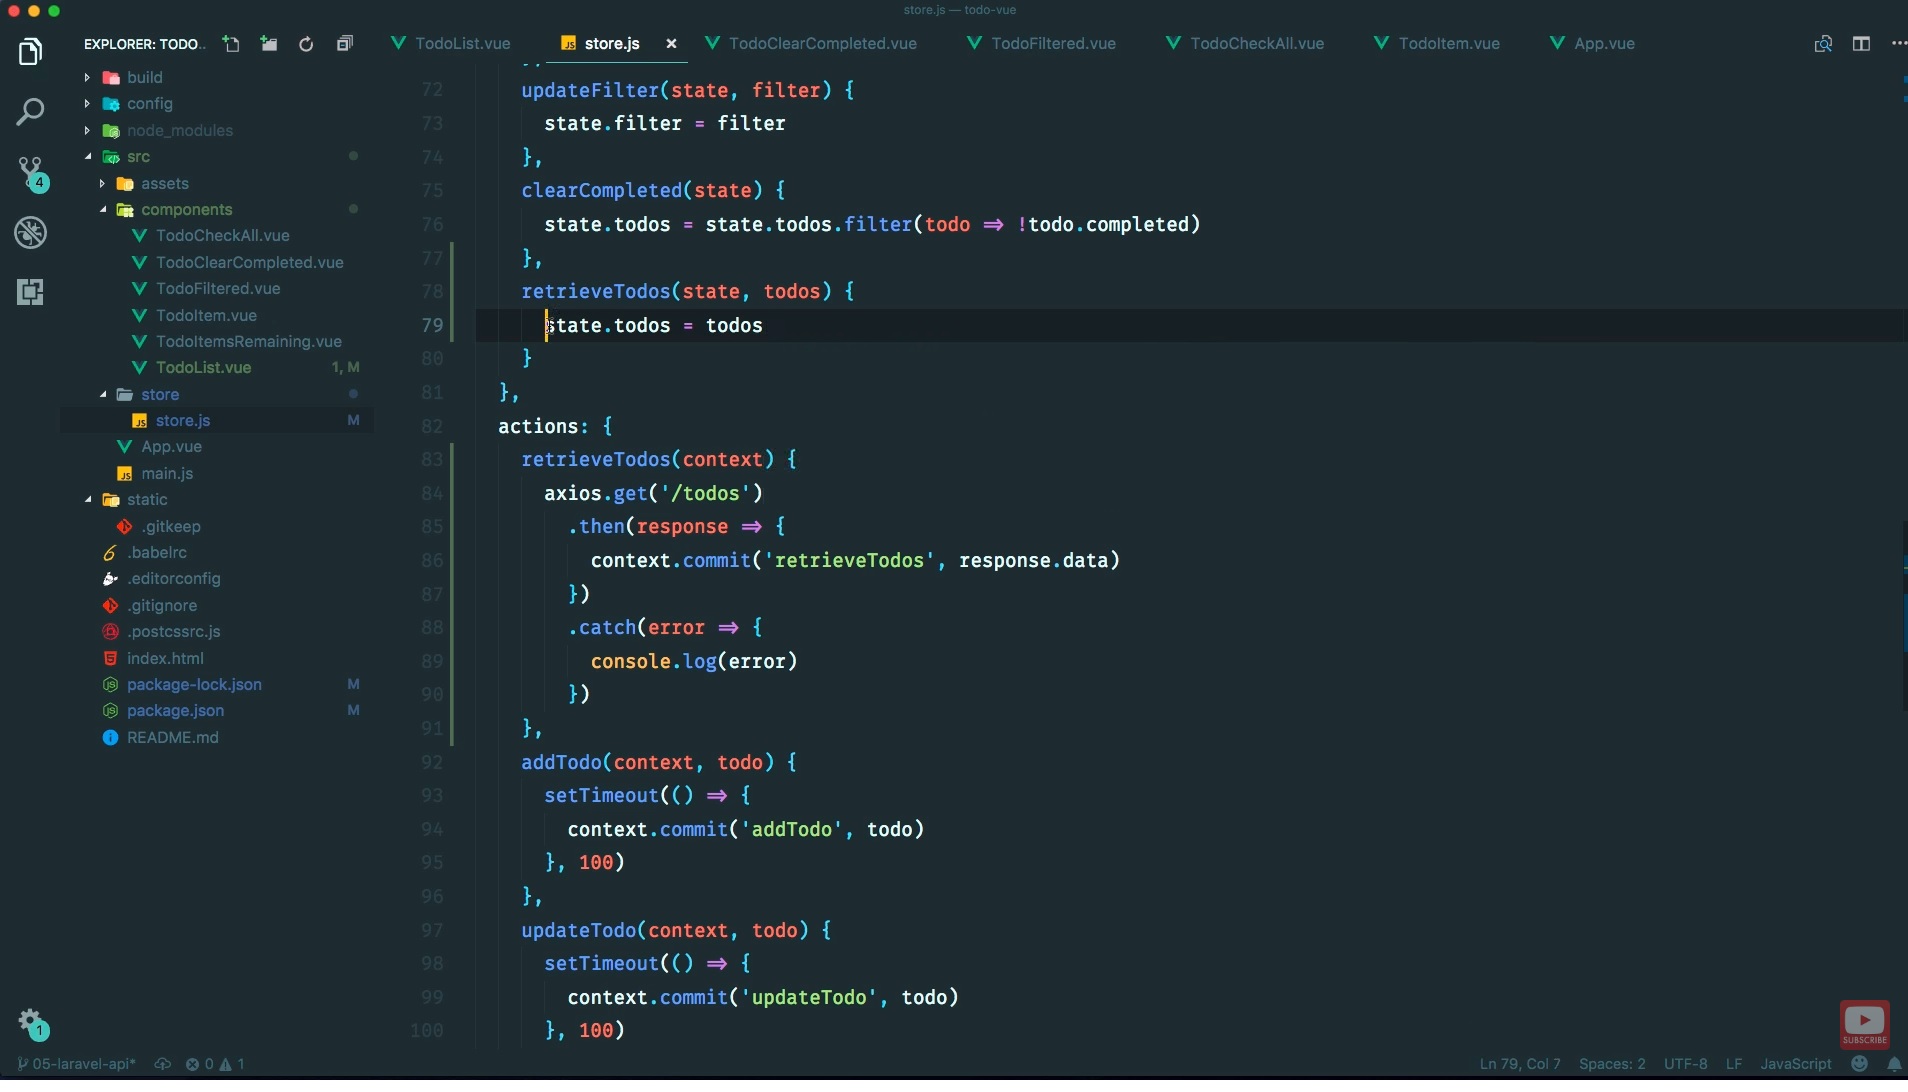 store.js — todo-vue
EXPLORER: TODO..
TodoList.vue
store.js
TodoClearCompleted.vue
TodoFiltered.vue
TodoCheckAll.vue
TodoItem.vue
App.vue
build
config
node_modules
src
assets
components
TodoCheckAll.vue
TodoClearCompleted.vue
TodoFiltered.vue
TodoItem.vue
TodoItemsRemaining.vue
TodoList.vue 1, M
store
store.js M
App.vue
main.js
static
.gitkeep
.babelrc
.editorconfig
.gitignore
.postcssrc.js
index.html
package-lock.json M
package.json M
README.md
4
1
72 updateFilter(state, filter) {
73 state.filter = filter
74 },
75 clearCompleted(state) {
76 state.todos = state.todos.filter(todo ⇒ !todo.completed)
77 },
78 retrieveTodos(state, todos) {
79 state.todos = todos
80 }
81 },
82 actions: {
83 retrieveTodos(context) {
84 axios.get('/todos')
85 .then(response ⇒ {
86 context.commit('retrieveTodos', response.data)
87 })
88 .catch(error ⇒ {
89 console.log(error)
90 })
91 },
92 addTodo(context, todo) {
93 setTimeout(() ⇒ {
94 context.commit('addTodo', todo)
95 }, 100)
96 },
97 updateTodo(context, todo) {
98 setTimeout(() ⇒ {
99 context.commit('updateTodo', todo)
100 }, 100)
SUBSCRIBE
05-laravel-api* 0 1
Ln 79, Col 7 Spaces: 2 UTF-8 LF JavaScript